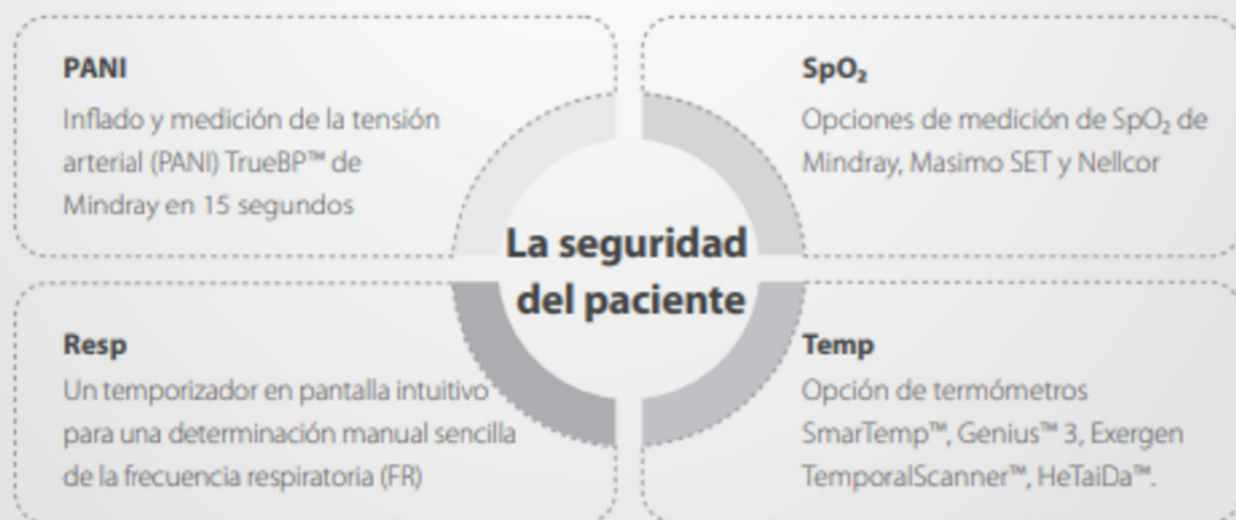 PANI
Inflado y medición de la tensión
arterial (PANI) TrueBP™ de
Mindray en 15 segundos
SpO₂
Opciones de medición de SpO₂ de
Mindray, Masimo SET y Nellcor
La seguridad
del paciente
Resp
Un temporizador en pantalla intuitivo
para una determinación manual sencilla
de la frecuencia respiratoria (FR)
Temp
Opción de termómetros
SmarTemp™, Genius™ 3, Exergen
TemporalScanner™, HeTaiDa™.